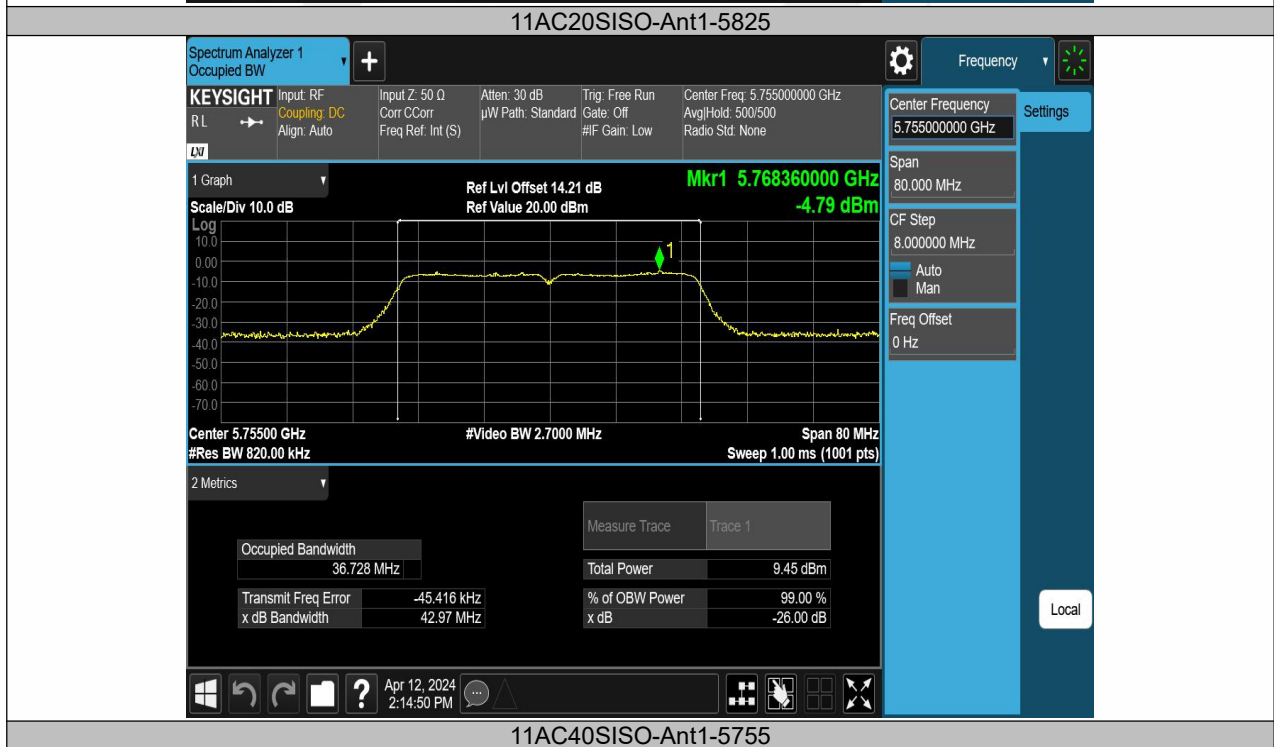 11AC20SISO-Ant1-5825
Spectrum Analyzer 1
Occupied BW
+
Frequency
KEYSIGHT
R L
LXI
Input: RF
Coupling: DC
Align: Auto
Input Z: 50 Ω
Corr CCorr
Freq Ref: Int (S)
Atten: 30 dB
µW Path: Standard
Trig: Free Run
Gate: Off
#IF Gain: Low
Center Freq: 5.755000000 GHz
Avg|Hold: 500/500
Radio Std: None
Center Frequency
5.755000000 GHz
Settings
Span
80.000 MHz
CF Step
8.000000 MHz
Auto
Man
Freq Offset
0 Hz
Local
1 Graph
Scale/Div 10.0 dB
Ref Lvl Offset 14.21 dB
Ref Value 20.00 dBm
Mkr1 5.768360000 GHz
-4.79 dBm
Log
10.0
0.00
-10.0
-20.0
-30.0
-40.0
-50.0
-60.0
-70.0
1
Center 5.75500 GHz
#Res BW 820.00 kHz
#Video BW 2.7000 MHz
Span 80 MHz
Sweep 1.00 ms (1001 pts)
2 Metrics
Measure Trace Trace 1
Occupied Bandwidth
36.728 MHz
Total Power 9.45 dBm
Transmit Freq Error -45.416 kHz
% of OBW Power 99.00 %
x dB Bandwidth 42.97 MHz
x dB -26.00 dB
?
Apr 12, 2024
2:14:50 PM
11AC40SISO-Ant1-5755